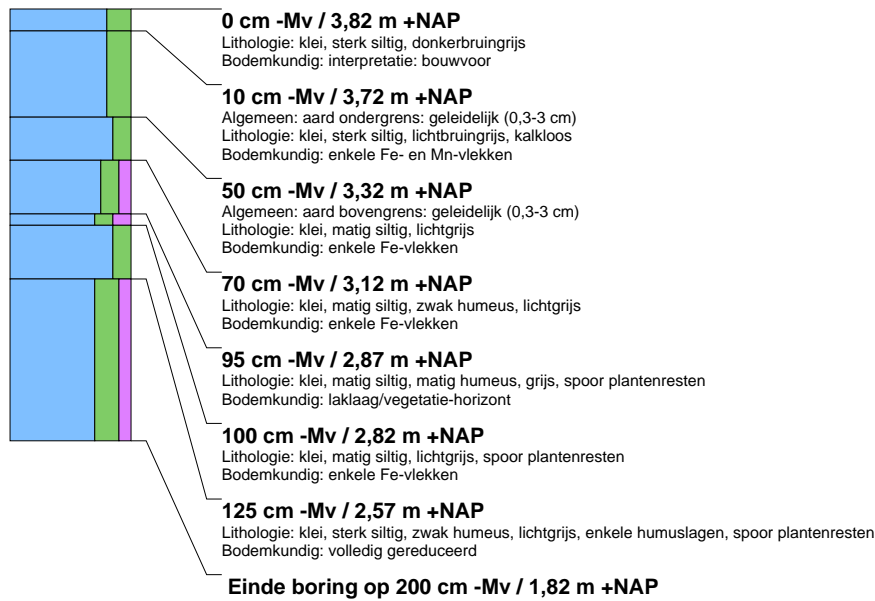 0 cm -Mv / 3,82 m +NAP
Lithologie: klei, sterk siltig, donkerbruingrijs
Bodemkundig: interpretatie: bouwvoor
10 cm -Mv / 3,72 m +NAP
Algemeen: aard ondergrens: geleidelijk (0,3-3 cm)
Lithologie: klei, sterk siltig, lichtbruingrijs, kalkloos
Bodemkundig: enkele Fe- en Mn-vlekken
50 cm -Mv / 3,32 m +NAP
Algemeen: aard bovengrens: geleidelijk (0,3-3 cm)
Lithologie: klei, matig siltig, lichtgrijs
Bodemkundig: enkele Fe-vlekken
70 cm -Mv / 3,12 m +NAP
Lithologie: klei, matig siltig, zwak humeus, lichtgrijs
Bodemkundig: enkele Fe-vlekken
95 cm -Mv / 2,87 m +NAP
Lithologie: klei, matig siltig, matig humeus, grijs, spoor plantenresten
Bodemkundig: laklaag/vegetatie-horizont
100 cm -Mv / 2,82 m +NAP
Lithologie: klei, matig siltig, lichtgrijs, spoor plantenresten
Bodemkundig: enkele Fe-vlekken
125 cm -Mv / 2,57 m +NAP
Lithologie: klei, sterk siltig, zwak humeus, lichtgrijs, enkele humuslagen, spoor plantenresten
Bodemkundig: volledig gereduceerd
Einde boring op 200 cm -Mv / 1,82 m +NAP